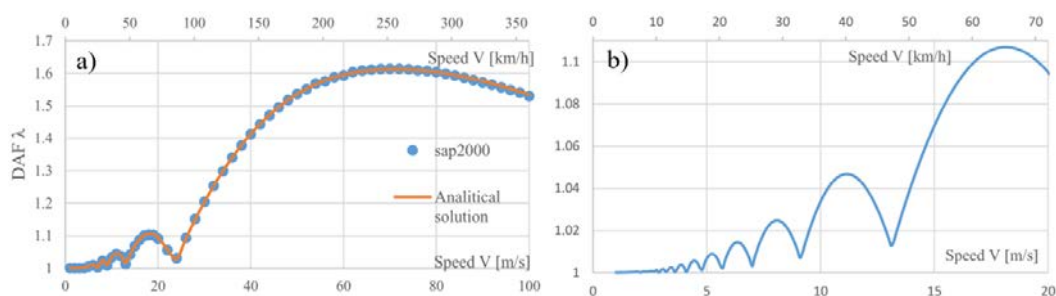 0 50 100 150 200 250 300 350
1.7
a)
Speed V [km/h]
1.6
1.5
DAF λ
1.4
sap2000
1.3
Analitical
solution
1.2
1.1
1
Speed V [m/s]
0 20 40 60 80 100
0 10 20 30 40 50 60 70
b)
Speed V [km/h]
1.1
1.08
1.06
1.04
1.02
1
Speed V [m/s]
0 5 10 15 20